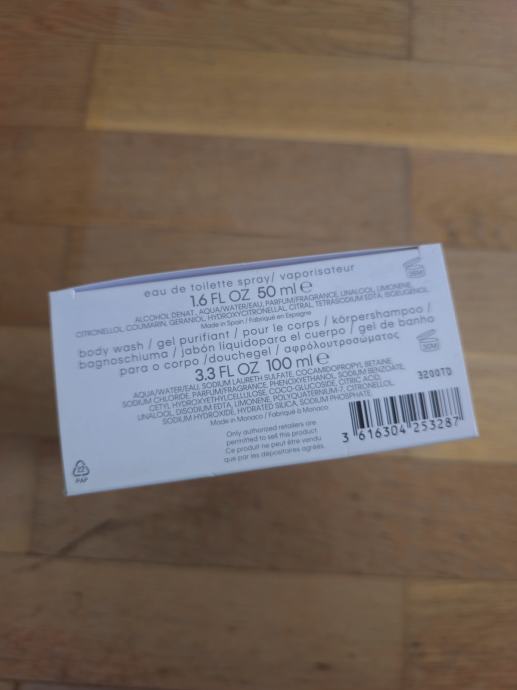 eau de toilette spray/ vaporisateur
1.6 FL OZ 50 ml ℮
ALCOHOL DENAT., AQUA/WATER/EAU, PARFUM/FRAGRANCE, LINALOOL, LIMONENE,
CITRONELLOL, COUMARIN, GERANIOL, HYDROXYCITRONELLAL, CITRAL, TETRASODIUM EDTA, ISOEUGENOL.
Made in Spain / Fabriqué en Espagne
36M
body wash / gel purifiant / pour le corps / körpershampoo /
bagnoschiuma / jabón liquidopara el cuerpo / gel de banho
para o corpo /douchegel / αφρόλουτροσώματος
3.3 FL OZ 100 ml ℮
36M
AQUA/WATER/EAU, SODIUM LAURETH SULFATE, COCAMIDOPROPYL BETAINE,
SODIUM CHLORIDE, PARFUM/FRAGRANCE, PHENOXYETHANOL, SODIUM BENZOATE,
CETYL HYDROXYETHYLCELLULOSE, COCO-GLUCOSIDE, CITRIC ACID,
LINALOOL, DISODIUM EDTA, LIMONENE, POLYQUATERNIUM-7, CITRONELLOL,
SODIUM HYDROXIDE, HYDRATED SILICA, SODIUM PHOSPHATE.
Made in Monaco / Fabriqué à Monaco
3200TD
Only authorized retailers are
permitted to sell this product
Ce produit ne peut être vendu
que par les dépositaires agréés.
3 616304 253287
22
PAP